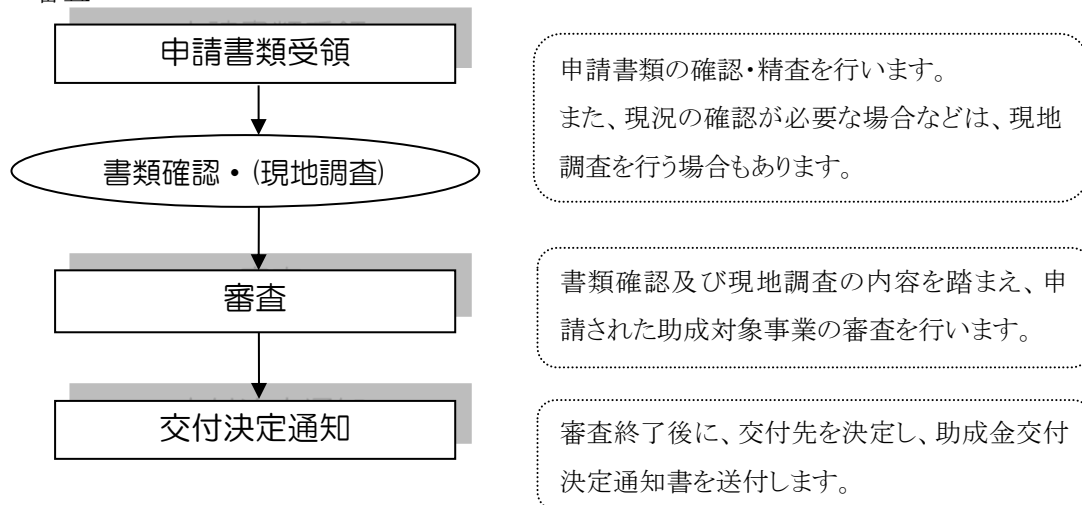 申請書類受領
申請書類の確認・精査を行います。
また、現況の確認が必要な場合などは、現地
調査を行う場合もあります。
書類確認・(現地調査)
審査
書類確認及び現地調査の内容を踏まえ、申
請された助成対象事業の審査を行います。
交付決定通知
審査終了後に、交付先を決定し、助成金交付
決定通知書を送付します。